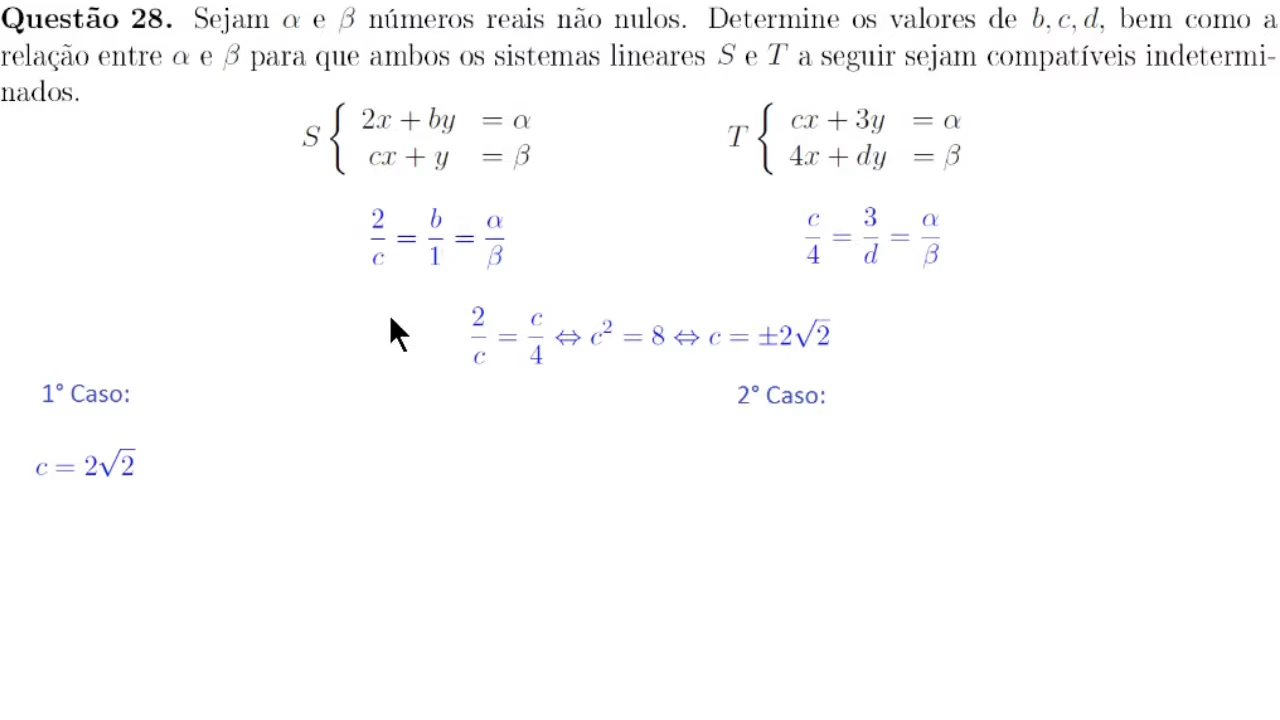 Questão 28. Sejam α e β números reais não nulos. Determine os valores de b, c, d, bem como a
relação entre α e β para que ambos os sistemas lineares S e T a seguir sejam compatíveis indetermi-
nados.
S { 2x + by = α
cx + y = β
T { cx + 3y = α
4x + dy = β
2/c = b/1 = α/β
c/4 = 3/d = α/β
2/c = c/4 ⇔ c² = 8 ⇔ c = ±2√2
1° Caso:
2° Caso:
c = 2√2